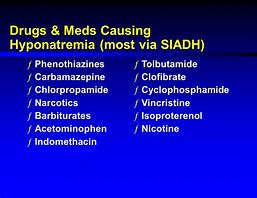 Drugs & Meds Causing
Hyponatremia (most via SIADH)
ƒ Phenothiazines
ƒ Carbamazepine
ƒ Chlorpropamide
ƒ Narcotics
ƒ Barbiturates
ƒ Acetominophen
ƒ Indomethacin
ƒ Tolbutamide
ƒ Clofibrate
ƒ Cyclophosphamide
ƒ Vincristine
ƒ Isoproterenol
ƒ Nicotine